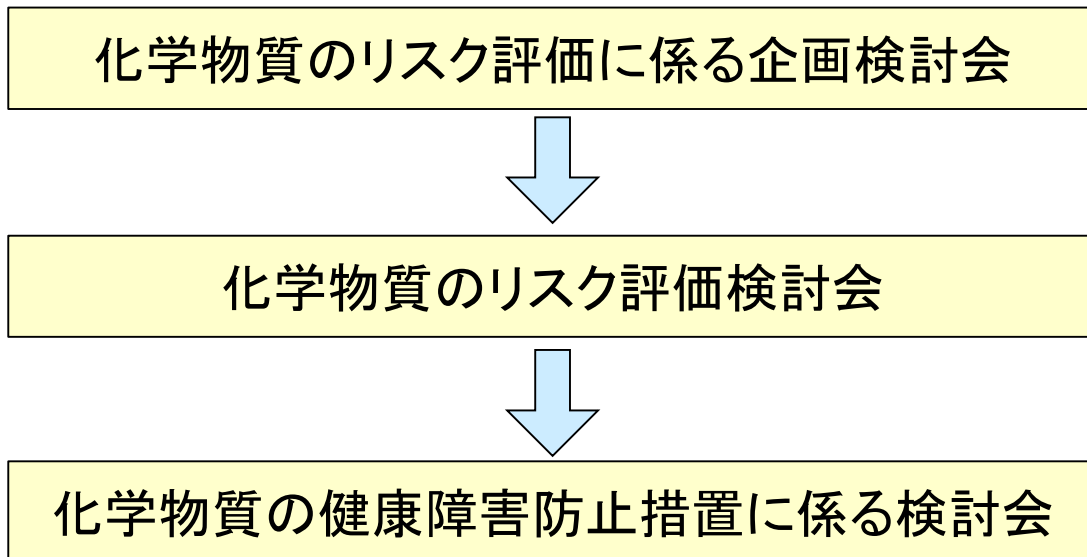 化学物質のリスク評価に係る企画検討会
化学物質のリスク評価検討会
化学物質の健康障害防止措置に係る検討会